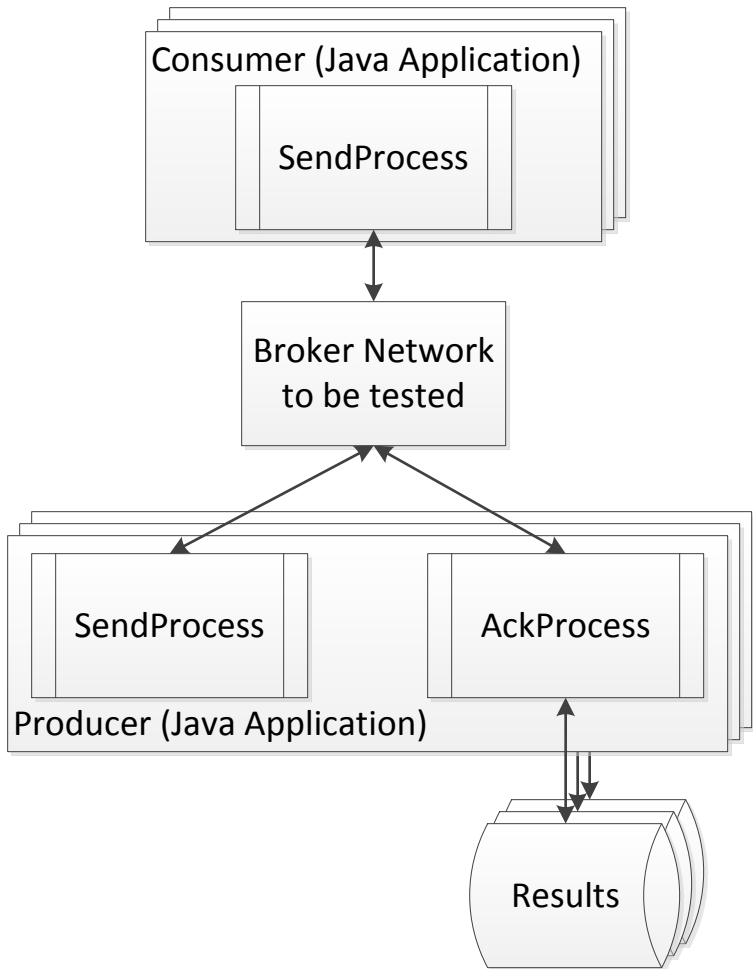 Consumer (Java Application)
SendProcess
Broker Network
to be tested
SendProcess
AckProcess
Producer (Java Application)
Results